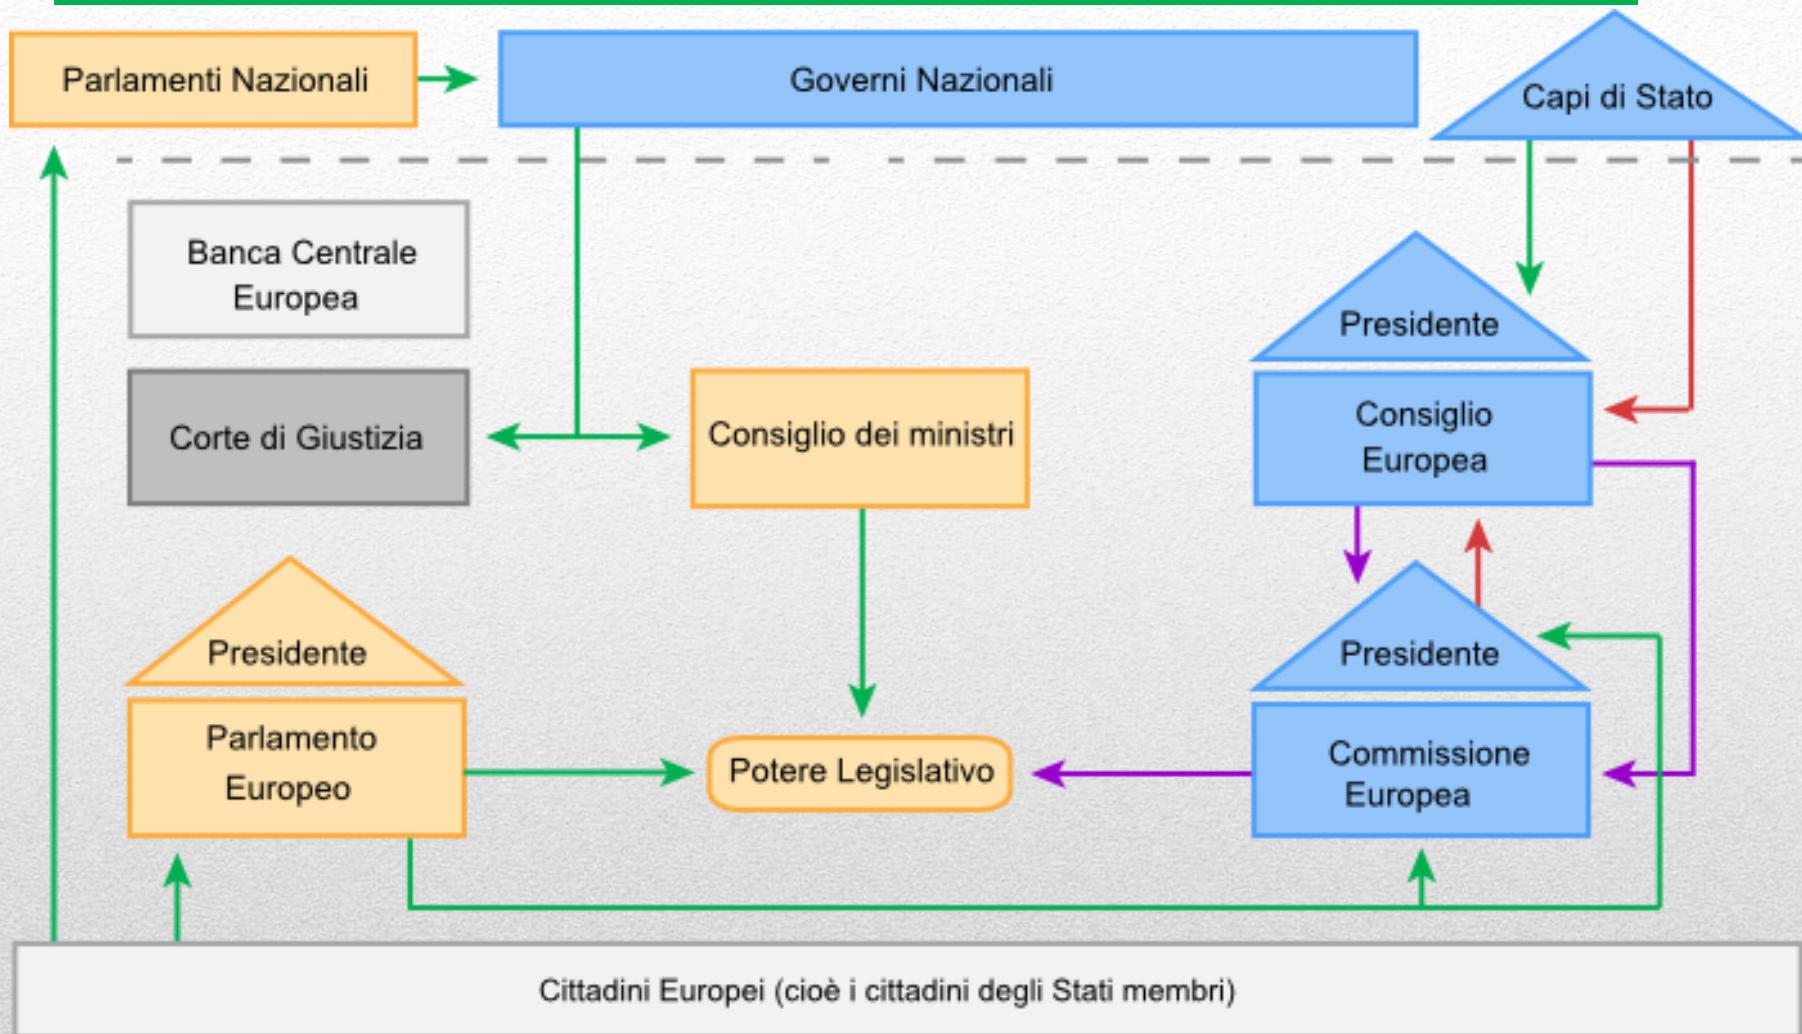 Parlamenti Nazionali
Governi Nazionali
Capi di Stato
Banca Centrale
Europea
Presidente
Corte di Giustizia
Consiglio dei ministri
Consiglio
Europea
Presidente
Parlamento
Europeo
Potere Legislativo
Presidente
Commissione
Europea
Cittadini Europei (cioè i cittadini degli Stati membri)